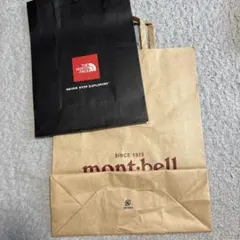 THE
NORTH
FACE
NEVER STOP EXPLORING
SINCE 1975
mont-bell